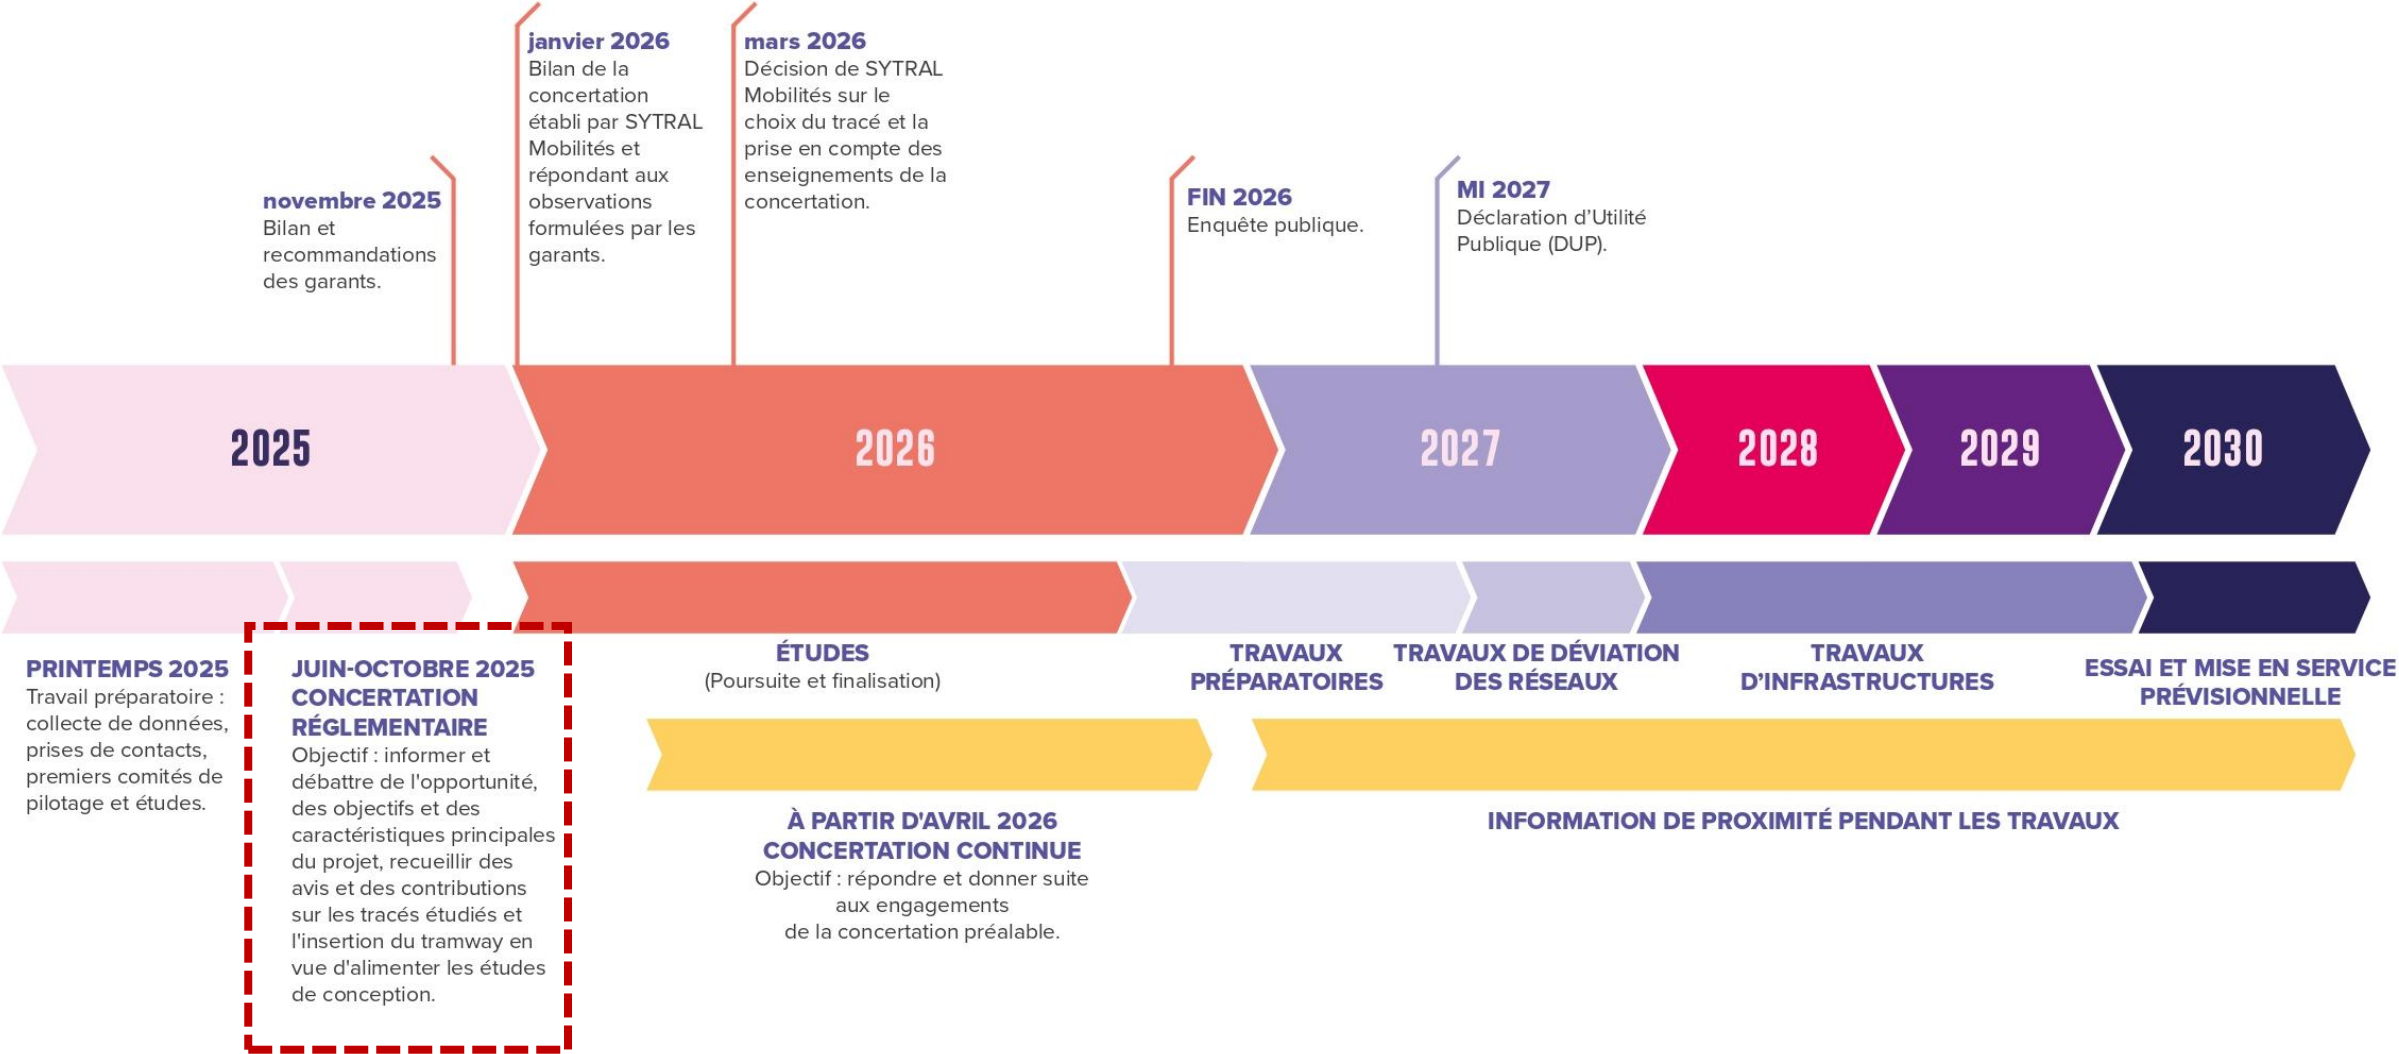 janvier 2026
Bilan de la
concertation
établi par SYTRAL
Mobilités et
répondant aux
observations
formulées par les
garants.
mars 2026
Décision de SYTRAL
Mobilités sur le
choix du tracé et la
prise en compte des
enseignements de la
concertation.
novembre 2025
Bilan et
recommandations
des garants.
FIN 2026
Enquête publique.
MI 2027
Déclaration d’Utilité
Publique (DUP).
2025
2026
2027
2028
2029
2030
PRINTEMPS 2025
Travail préparatoire :
collecte de données,
prises de contacts,
premiers comités de
pilotage et études.
JUIN-OCTOBRE 2025
CONCERTATION
RÉGLEMENTAIRE
Objectif : informer et
débattre de l'opportunité,
des objectifs et des
caractéristiques principales
du projet, recueillir des
avis et des contributions
sur les tracés étudiés et
l'insertion du tramway en
vue d'alimenter les études
de conception.
ÉTUDES
(Poursuite et finalisation)
TRAVAUX
PRÉPARATOIRES
TRAVAUX DE DÉVIATION
DES RÉSEAUX
TRAVAUX
D’INFRASTRUCTURES
ESSAI ET MISE EN SERVICE
PRÉVISIONNELLE
À PARTIR D'AVRIL 2026
CONCERTATION CONTINUE
Objectif : répondre et donner suite
aux engagements
de la concertation préalable.
INFORMATION DE PROXIMITÉ PENDANT LES TRAVAUX